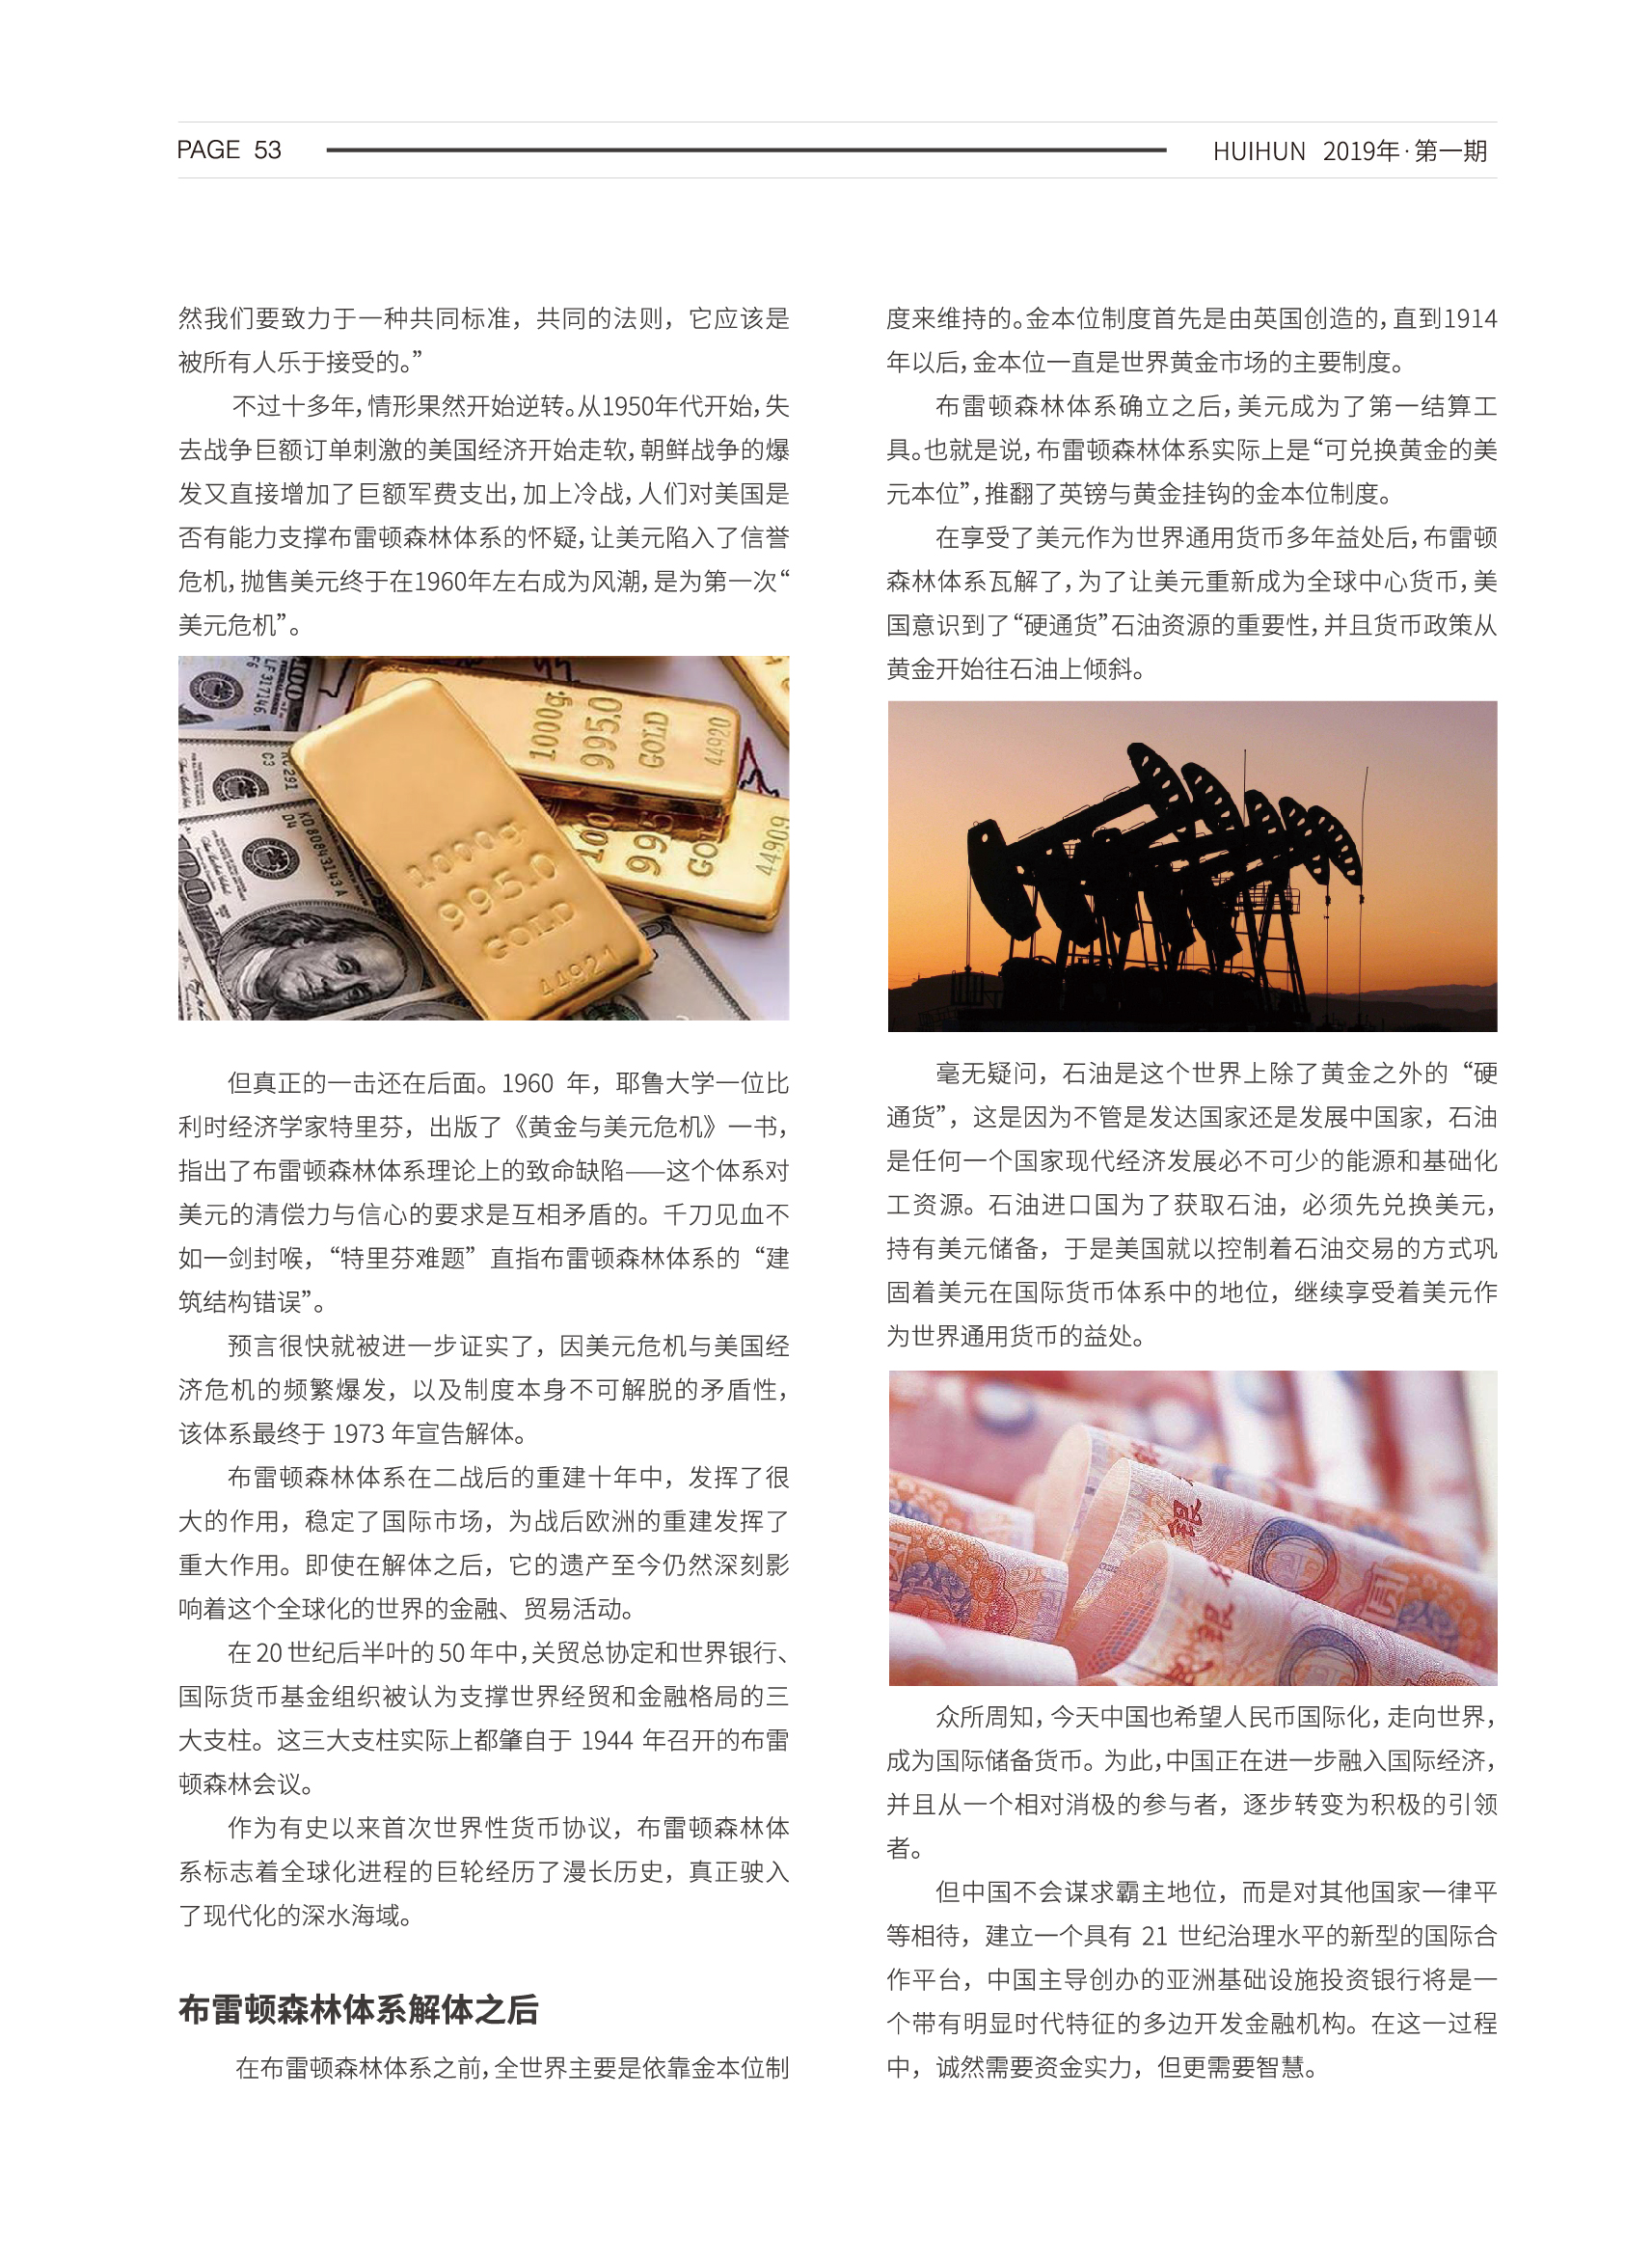 PAGE 53
HUIHUN 2019年·第一期
然我们要致力于一种共同标准，共同的法则，它应该是
被所有人乐于接受的。”
不过十多年，情形果然开始逆转。从1950年代开始，失
去战争巨额订单刺激的美国经济开始走软，朝鲜战争的爆
发又直接增加了巨额军费支出，加上冷战，人们对美国是
否有能力支撑布雷顿森林体系的怀疑，让美元陷入了信誉
危机，抛售美元终于在1960年左右成为风潮，是为第一次“
美元危机”。
1000g
995.0
GOLD
44920
1000g
995.0
GOLD
44921
44909
但真正的一击还在后面。1960 年，耶鲁大学一位比
利时经济学家特里芬，出版了《黄金与美元危机》一书，
指出了布雷顿森林体系理论上的致命缺陷——这个体系对
美元的清偿力与信心的要求是互相矛盾的。千刀见血不
如一剑封喉，“特里芬难题”直指布雷顿森林体系的“建
筑结构错误”。
预言很快就被进一步证实了，因美元危机与美国经
济危机的频繁爆发，以及制度本身不可解脱的矛盾性，
该体系最终于 1973 年宣告解体。
布雷顿森林体系在二战后的重建十年中，发挥了很
大的作用，稳定了国际市场，为战后欧洲的重建发挥了
重大作用。即使在解体之后，它的遗产至今仍然深刻影
响着这个全球化的世界的金融、贸易活动。
在 20 世纪后半叶的 50 年中，关贸总协定和世界银行、
国际货币基金组织被认为支撑世界经贸和金融格局的三
大支柱。这三大支柱实际上都肇自于 1944 年召开的布雷
顿森林会议。
作为有史以来首次世界性货币协议，布雷顿森林体
系标志着全球化进程的巨轮经历了漫长历史，真正驶入
了现代化的深水海域。
布雷顿森林体系解体之后
在布雷顿森林体系之前，全世界主要是依靠金本位制
度来维持的。金本位制度首先是由英国创造的，直到1914
年以后，金本位一直是世界黄金市场的主要制度。
布雷顿森林体系确立之后，美元成为了第一结算工
具。也就是说，布雷顿森林体系实际上是“可兑换黄金的美
元本位”，推翻了英镑与黄金挂钩的金本位制度。
在享受了美元作为世界通用货币多年益处后，布雷顿
森林体系瓦解了，为了让美元重新成为全球中心货币，美
国意识到了“硬通货”石油资源的重要性，并且货币政策从
黄金开始往石油上倾斜。
毫无疑问，石油是这个世界上除了黄金之外的“硬
通货”，这是因为不管是发达国家还是发展中国家，石油
是任何一个国家现代经济发展必不可少的能源和基础化
工资源。石油进口国为了获取石油，必须先兑换美元，
持有美元储备，于是美国就以控制着石油交易的方式巩
固着美元在国际货币体系中的地位，继续享受着美元作
为世界通用货币的益处。
銀
銀
圓
众所周知，今天中国也希望人民币国际化，走向世界，
成为国际储备货币。为此，中国正在进一步融入国际经济，
并且从一个相对消极的参与者，逐步转变为积极的引领
者。
但中国不会谋求霸主地位，而是对其他国家一律平
等相待，建立一个具有 21 世纪治理水平的新型的国际合
作平台，中国主导创办的亚洲基础设施投资银行将是一
个带有明显时代特征的多边开发金融机构。在这一过程
中，诚然需要资金实力，但更需要智慧。